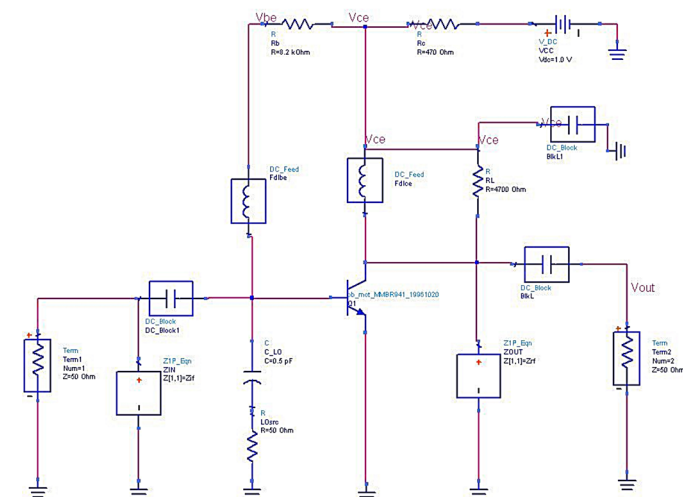 Vbe
Vce
Vce
R
Rb
R=8.2 kOhm
R
Rc
R=470 Ohm
V_DC
VCC
Vdc=1.0 V
Vce
Vce
Vce
DC_Block
BlkL1
DC_Feed
Fdlbe
DC_Feed
Fdlce
R
RL
R=4700 Ohm
DC_Block
DC_Block1
pb_mot_MMBR941_19951020
Q1
DC_Block
BlkL
Vout
Term
Term1
Num=1
Z=50 Ohm
Z1P_Eqn
ZIN
Z[1,1]=Zif
C
C_LO
C=0.5 pF
R
LOsrc
R=50 Ohm
Z1P_Eqn
ZOUT
Z[1,1]=Zrf
Term
Term2
Num=2
Z=50 Ohm